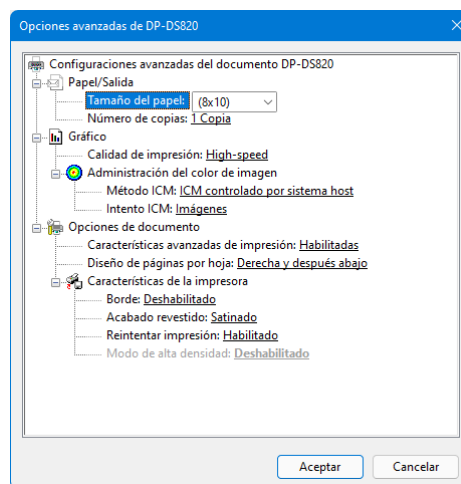 Opciones avanzadas de DP-DS820
Configuraciones avanzadas del documento DP-DS820
Papel/Salida
Tamaño del papel: (8x10)
Número de copias: 1 Copia
Gráfico
Calidad de impresión: High-speed
Administración del color de imagen
Método ICM: ICM controlado por sistema host
Intento ICM: Imágenes
Opciones de documento
Características avanzadas de impresión: Habilitadas
Diseño de páginas por hoja: Derecha y después abajo
Características de la impresora
Borde: Deshabilitado
Acabado revestido: Satinado
Reintentar impresión: Habilitado
Modo de alta densidad: Deshabilitado
Aceptar Cancelar